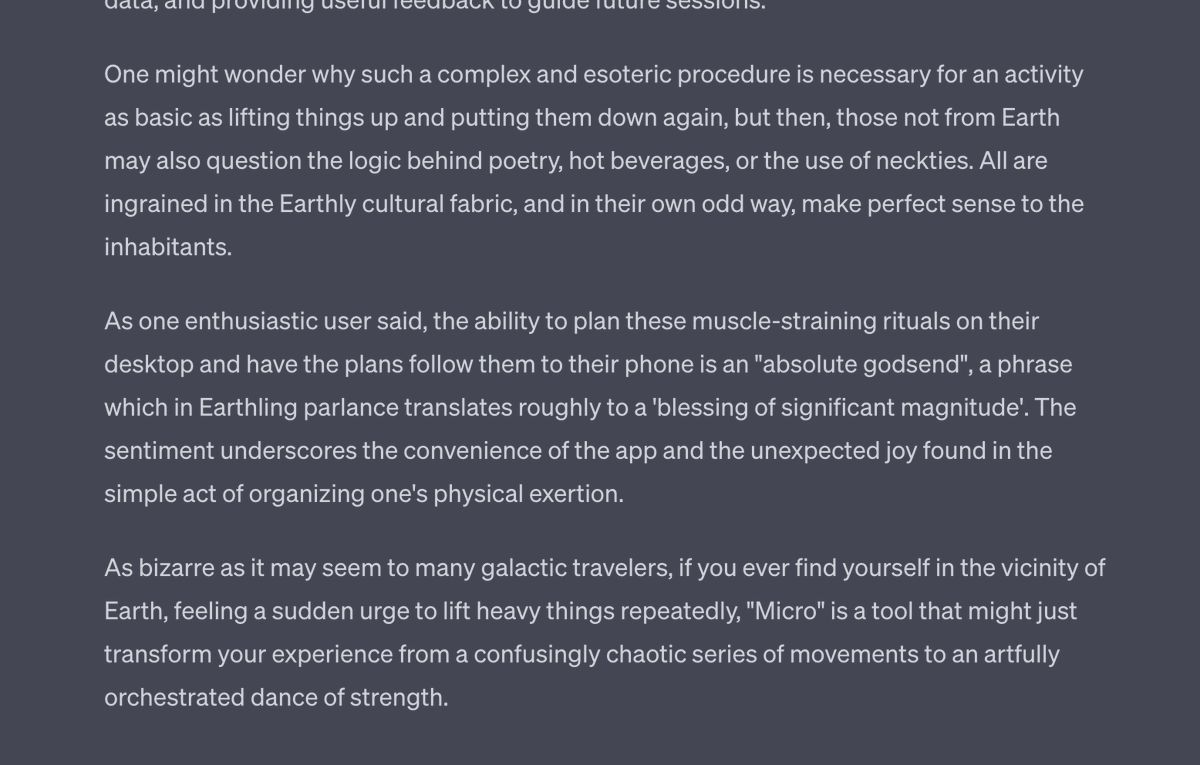 data, and providing useful feedback to guide future sessions.
One might wonder why such a complex and esoteric procedure is necessary for an activity
as basic as lifting things up and putting them down again, but then, those not from Earth
may also question the logic behind poetry, hot beverages, or the use of neckties. All are
ingrained in the Earthly cultural fabric, and in their own odd way, make perfect sense to the
inhabitants.
As one enthusiastic user said, the ability to plan these muscle-straining rituals on their
desktop and have the plans follow them to their phone is an "absolute godsend", a phrase
which in Earthling parlance translates roughly to a 'blessing of significant magnitude'. The
sentiment underscores the convenience of the app and the unexpected joy found in the
simple act of organizing one's physical exertion.
As bizarre as it may seem to many galactic travelers, if you ever find yourself in the vicinity of
Earth, feeling a sudden urge to lift heavy things repeatedly, "Micro" is a tool that might just
transform your experience from a confusingly chaotic series of movements to an artfully
orchestrated dance of strength.